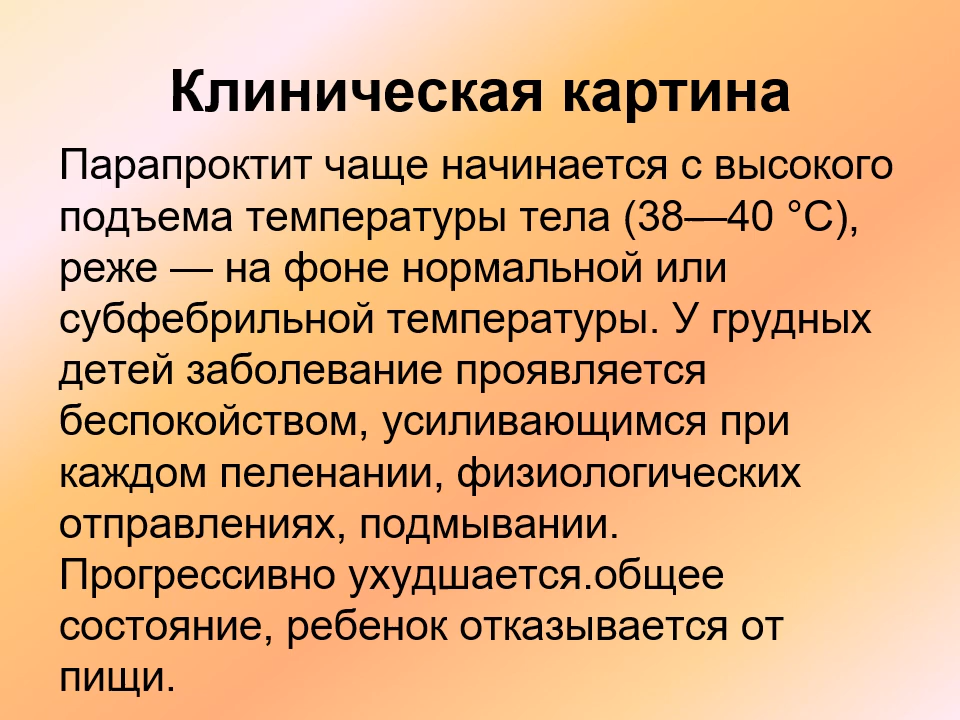 Клиническая картина
Парапроктит чаще начинается с высокого
подъема температуры тела (38—40 °С),
реже — на фоне нормальной или
субфебрильной температуры. У грудных
детей заболевание проявляется
беспокойством, усиливающимся при
каждом пеленании, физиологических
отправлениях, подмывании.
Прогрессивно ухудшается.общее
состояние, ребенок отказывается от
пищи.